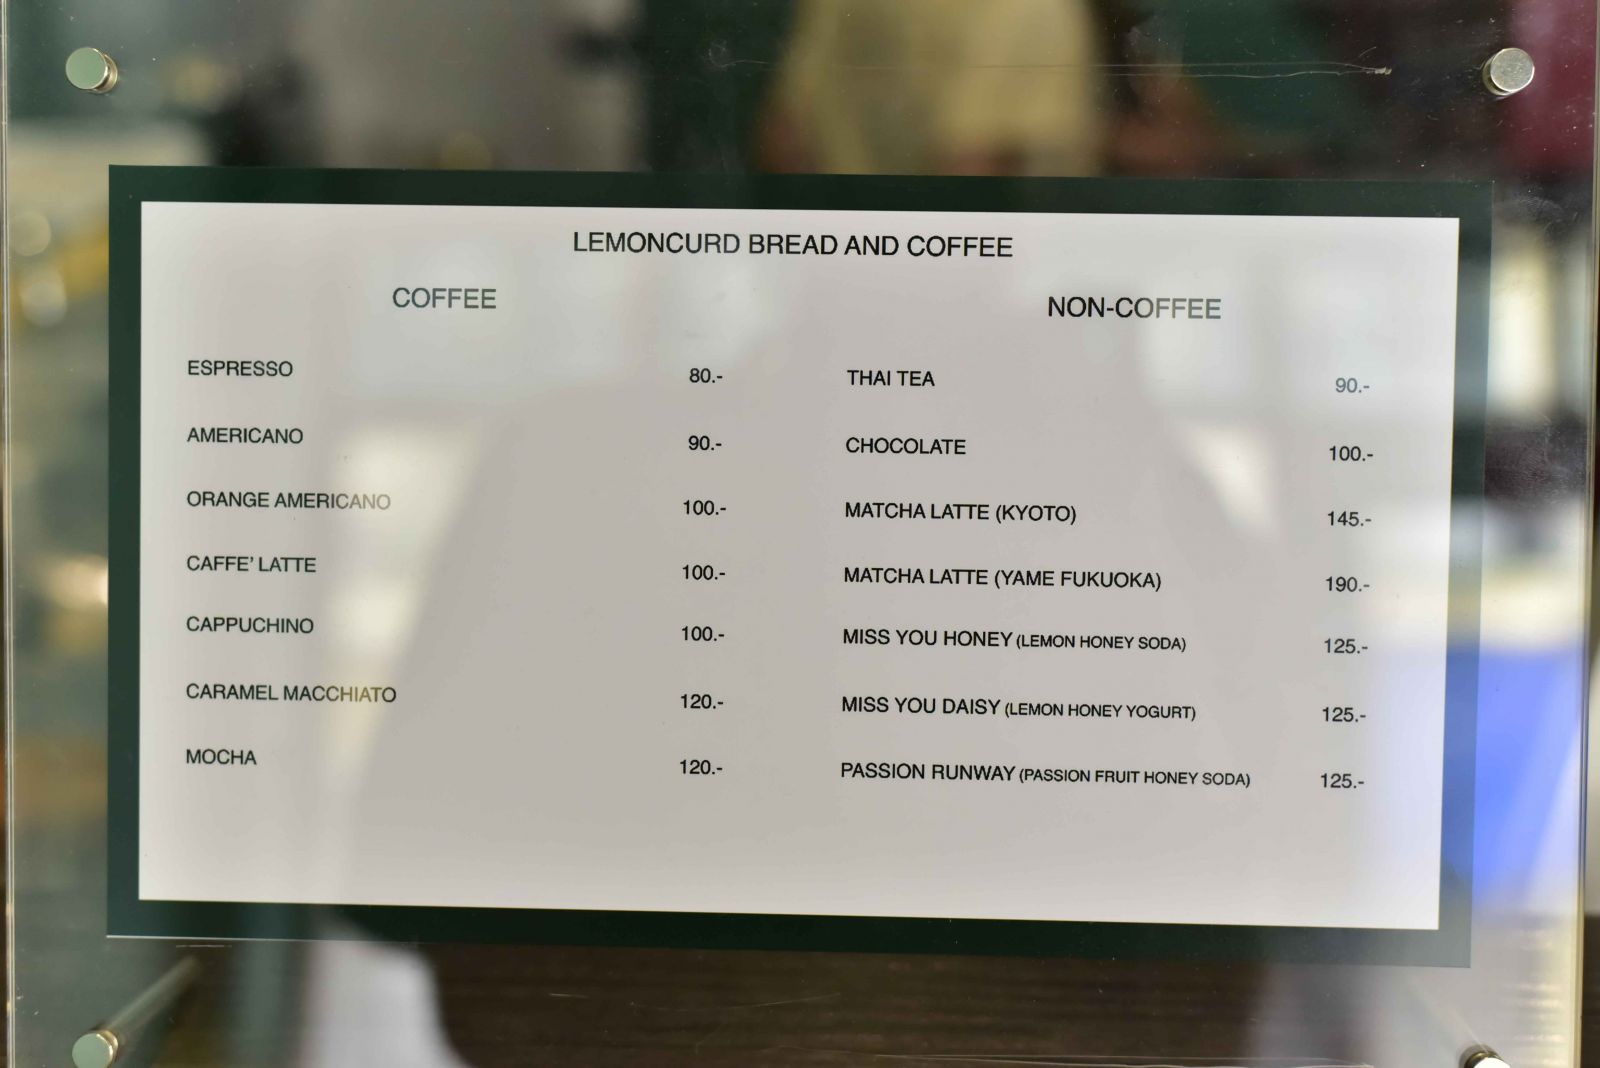 LEMONCURD BREAD AND COFFEE
COFFEE
ESPRESSO 80.-
AMERICANO 90.-
ORANGE AMERICANO 100.-
CAFFE' LATTE 100.-
CAPPUCHINO 100.-
CARAMEL MACCHIATO 120.-
MOCHA 120.-
NON-COFFEE
THAI TEA 90.-
CHOCOLATE 100.-
MATCHA LATTE (KYOTO) 145.-
MATCHA LATTE (YAME FUKUOKA) 190.-
MISS YOU HONEY (LEMON HONEY SODA) 125.-
MISS YOU DAISY (LEMON HONEY YOGURT) 125.-
PASSION RUNWAY (PASSION FRUIT HONEY SODA) 125.-